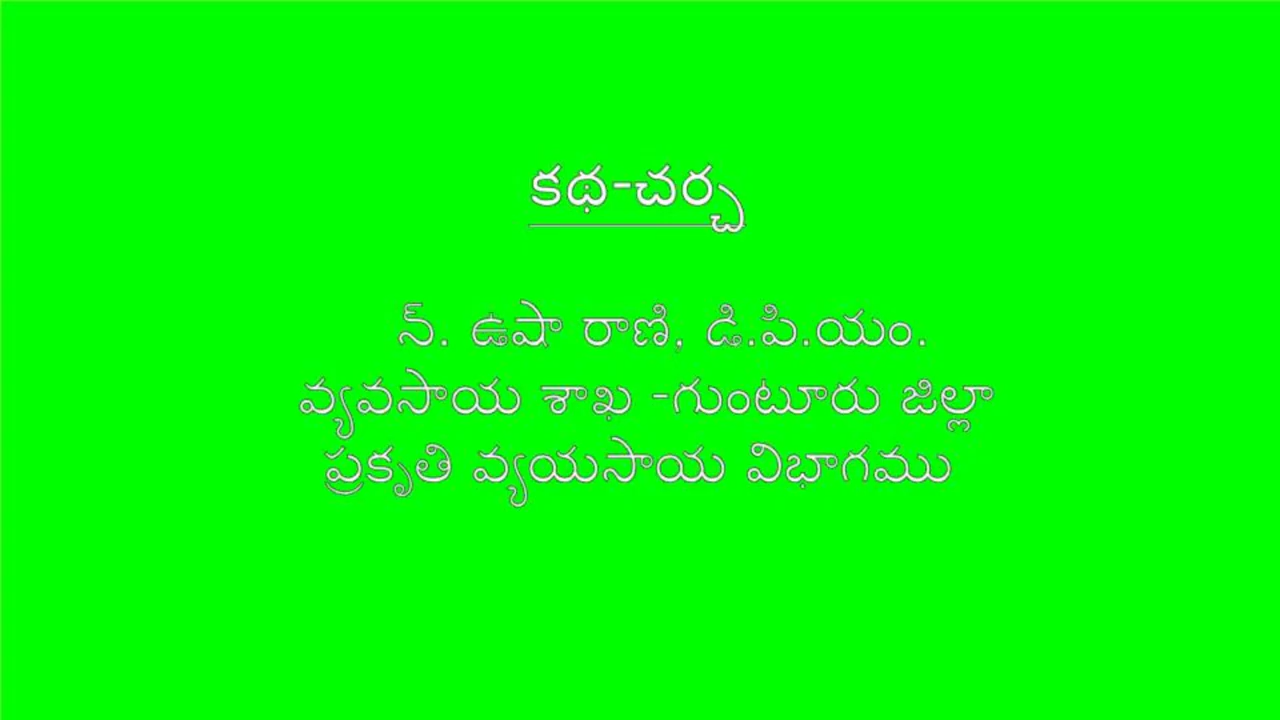 కథ-చర్చ
న్. ఉషా రాణి, డి.పి.యం.
వ్యవసాయ శాఖ -గుంటూరు జిల్లా
ప్రకృతి వ్యయసాయ విభాగము